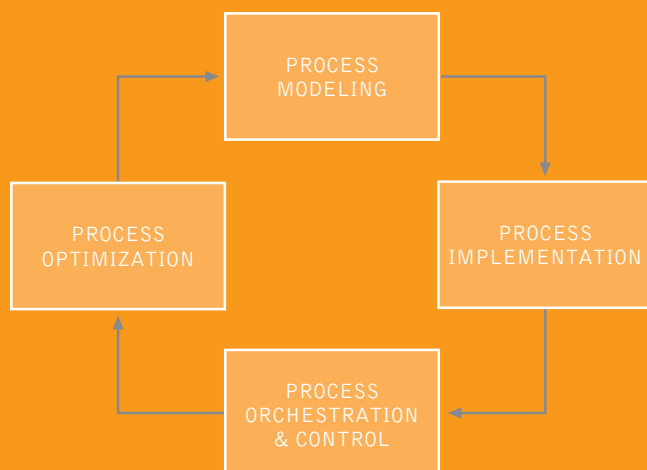 PROCESS
MODELING
PROCESS
OPTIMIZATION
PROCESS
IMPLEMENTATION
PROCESS
ORCHESTRATION
& CONTROL